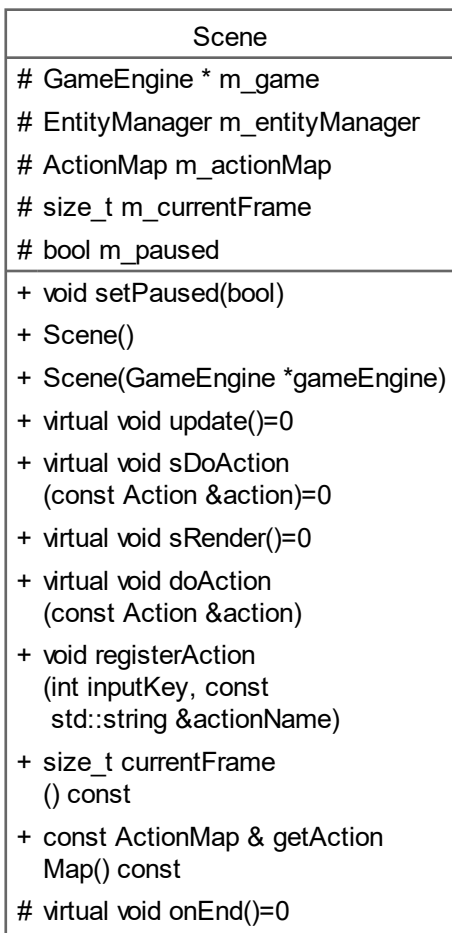 Scene
# GameEngine * m_game
# EntityManager m_entityManager
# ActionMap m_actionMap
# size_t m_currentFrame
# bool m_paused
+ void setPaused(bool)
+ Scene()
+ Scene(GameEngine *gameEngine)
+ virtual void update()=0
+ virtual void sDoAction
(const Action &action)=0
+ virtual void sRender()=0
+ virtual void doAction
(const Action &action)
+ void registerAction
(int inputKey, const
std::string &actionName)
+ size_t currentFrame
() const
+ const ActionMap & getAction
Map() const
# virtual void onEnd()=0